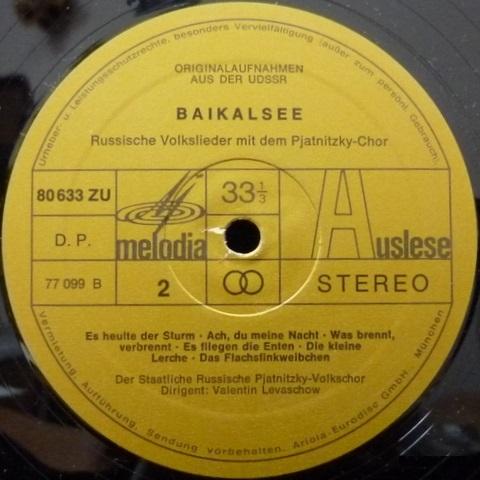 Urheber- u. Leistungsschutzrechte, besonders Vervielfältigung (außer zum persönl. Gebrauch),
ORIGINALAUFNAHMEN
AUS DER UDSSR
BAIKALSEE
Russische Volkslieder mit dem Pjatnitzky-Chor
80 633 ZU
33 1/3
D. P.
melodia
Auslese
77 099 B
2
STEREO
Es heulte der Sturm · Ach, du meine Nacht · Was brennt,
verbrennt · Es fliegen die Enten · Die kleine
Lerche · Das Flachsfinkweibchen
Der Staatliche Russische Pjatnitzky-Volkschor
Dirigent: Valentin Levaschow
Vermietung, Aufführung, Sendung vorbehalten. Ariola-Eurodisc GmbH. München